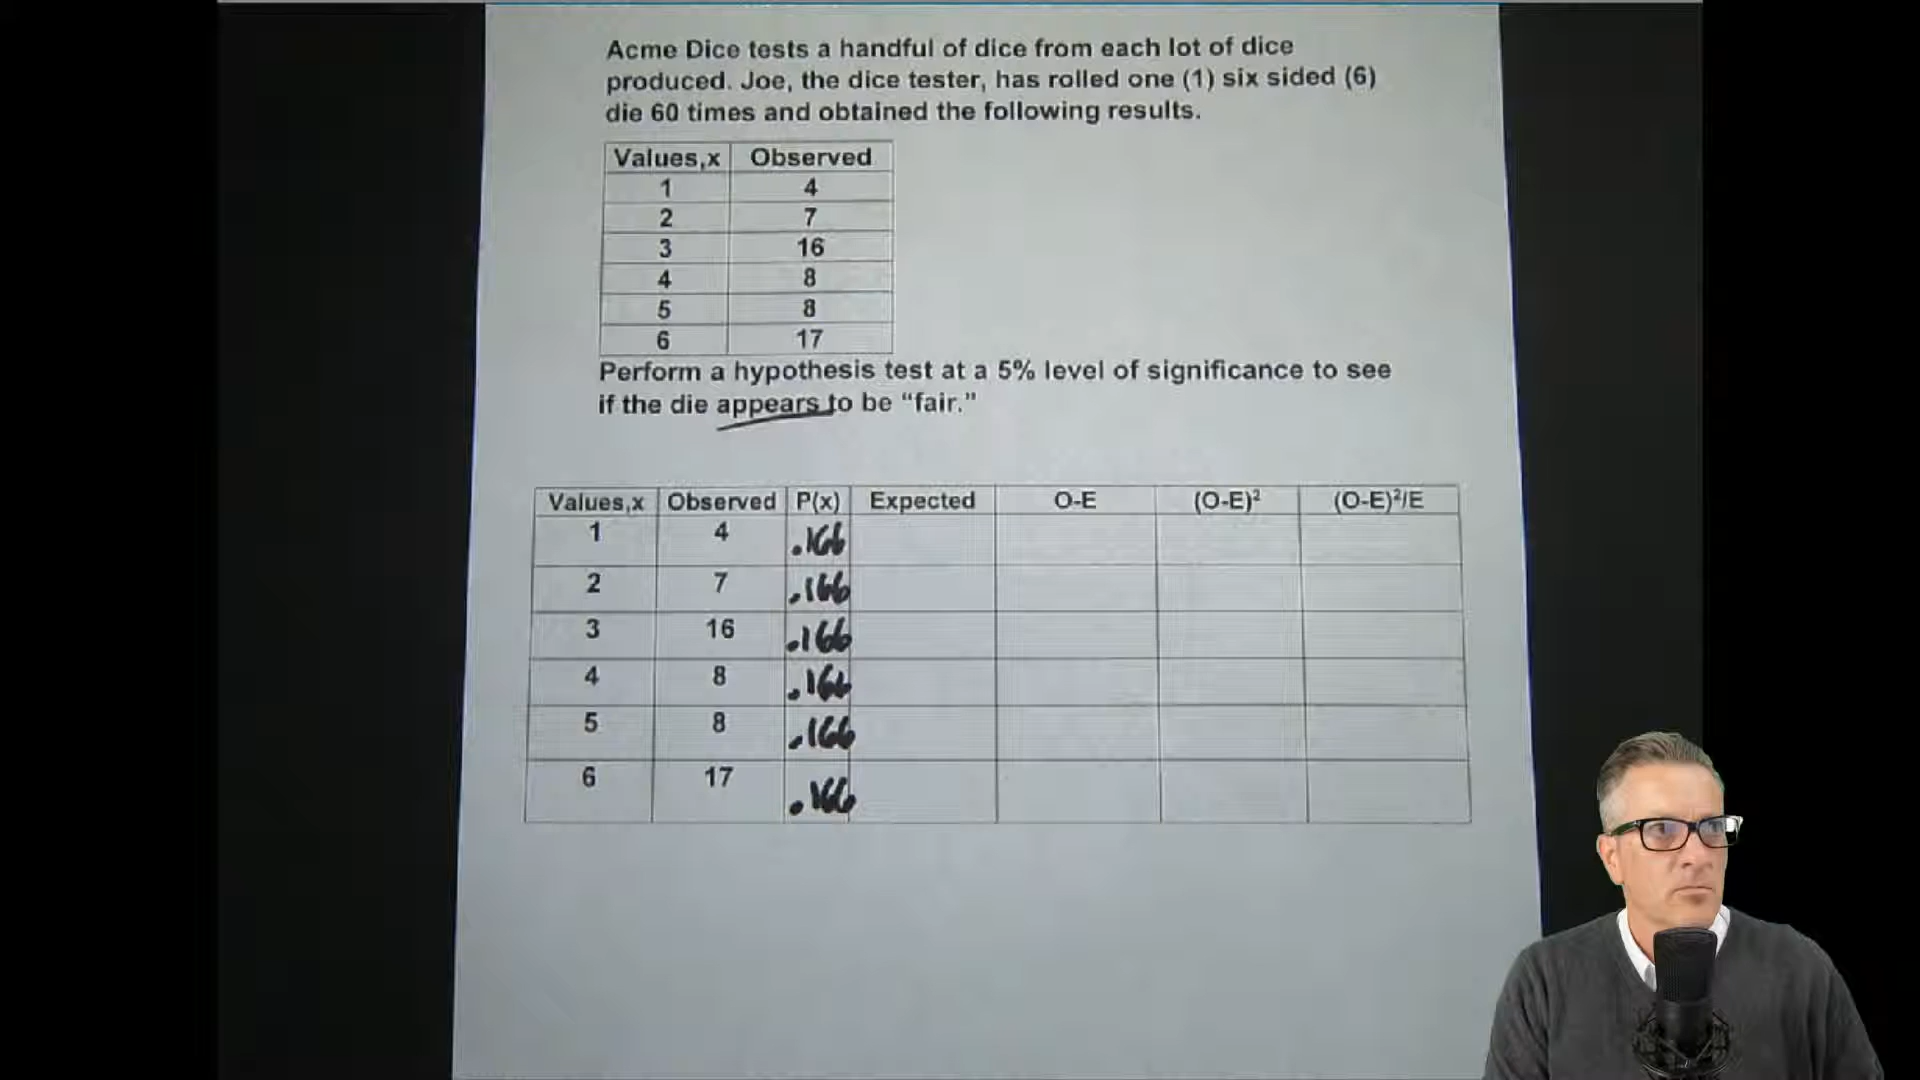 Acme Dice tests a handful of dice from each lot of dice
produced. Joe, the dice tester, has rolled one (1) six sided (6)
die 60 times and obtained the following results.
Values,x Observed
1 4
2 7
3 16
4 8
5 8
6 17
Perform a hypothesis test at a 5% level of significance to see
if the die appears to be “fair.”
Values,x Observed P(x) Expected O-E (O-E)² (O-E)²/E
1 4 .166
2 7 .166
3 16 .166
4 8 .166
5 8 .166
6 17 .166